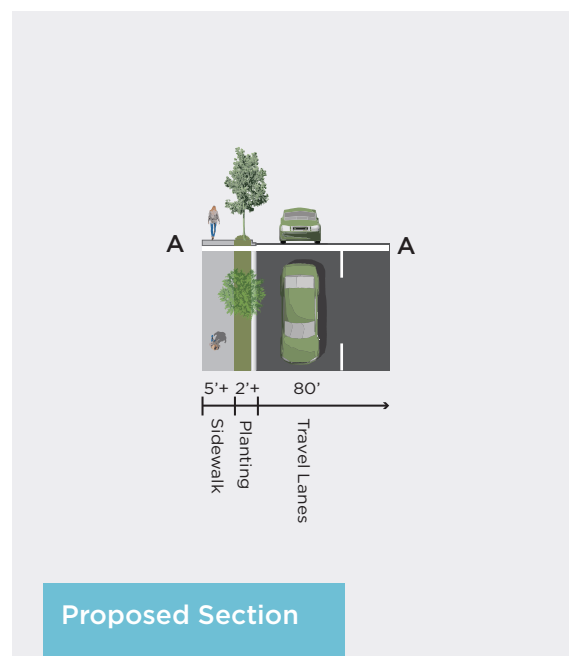 A A
5'+ 2'+ 80'
Sidewalk
Planting
Travel Lanes
Proposed Section